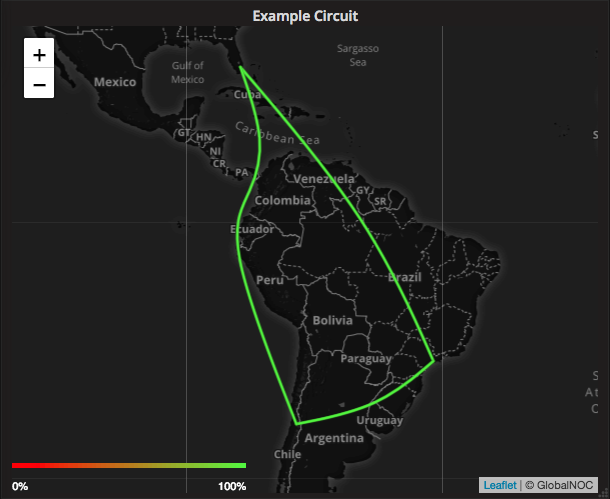 Example Circuit
+
−
Sargasso
Sea
Gulf of
Mexico
Mexico
Cuba
Caribbean Sea
GT
HN
NI
CR
PA
Venezuela
GY
SR
Colombia
Ecuador
Peru
Brazil
Bolivia
Paraguay
Uruguay
Argentina
Chile
S
S
At
C
0%
100%
Leaflet | © GlobalNOC